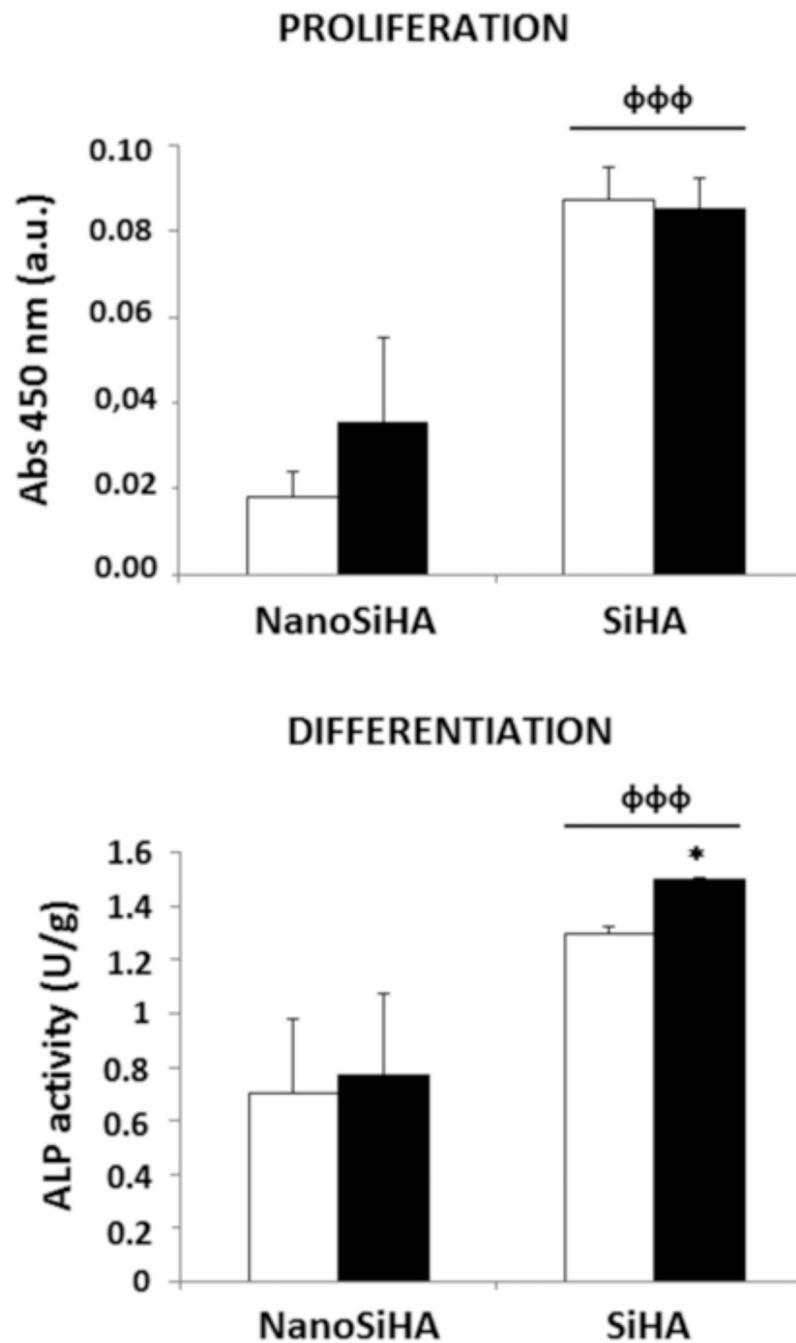 PROLIFERATION
ϕϕϕ
Abs 450 nm (a.u.)
0.10
0.08
0.06
0,04
0.02
0.00
NanoSiHA SiHA
DIFFERENTIATION
ϕϕϕ
*
ALP activity (U/g)
1.6
1.4
1.2
1
0.8
0.6
0.4
0.2
0
NanoSiHA SiHA